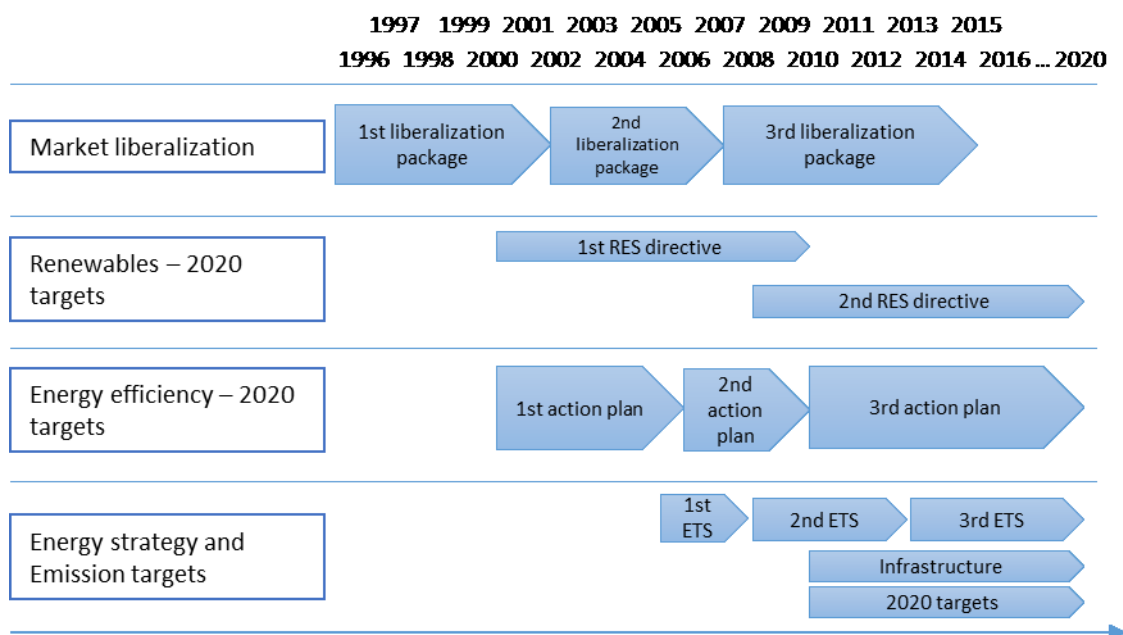 1997 1999 2001 2003 2005 2007 2009 2011 2013 2015
1996 1998 2000 2002 2004 2006 2008 2010 2012 2014 2016 ... 2020
Market liberalization
1st liberalization
package
2nd
liberalization
package
3rd liberalization
package
Renewables – 2020
targets
1st RES directive
2nd RES directive
Energy efficiency – 2020
targets
1st action plan
2nd
action
plan
3rd action plan
Energy strategy and
Emission targets
1st
ETS
2nd ETS
3rd ETS
Infrastructure
2020 targets